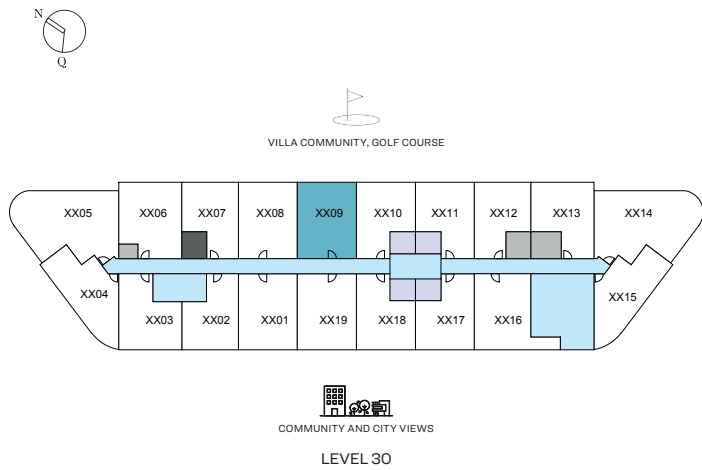 N
Q
VILLA COMMUNITY, GOLF COURSE
XX05 XX06 XX07 XX08 XX09 XX10 XX11 XX12 XX13 XX14
XX04 XX03 XX02 XX01 XX19 XX18 XX17 XX16 XX15
COMMUNITY AND CITY VIEWS
LEVEL 30